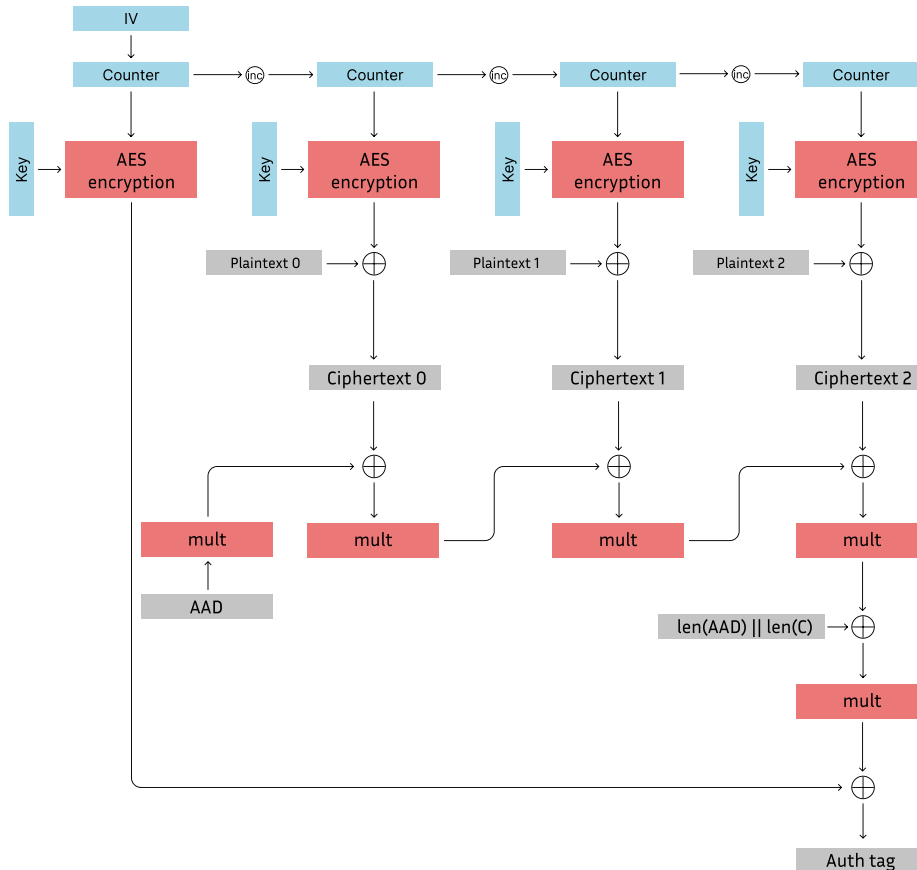 IV
Counter
inc
Counter
inc
Counter
inc
Counter
Key
AES
encryption
Key
AES
encryption
Key
AES
encryption
Key
AES
encryption
Plaintext 0
Plaintext 1
Plaintext 2
Ciphertext 0
Ciphertext 1
Ciphertext 2
mult
mult
mult
mult
AAD
len(AAD) || len(C)
mult
Auth tag